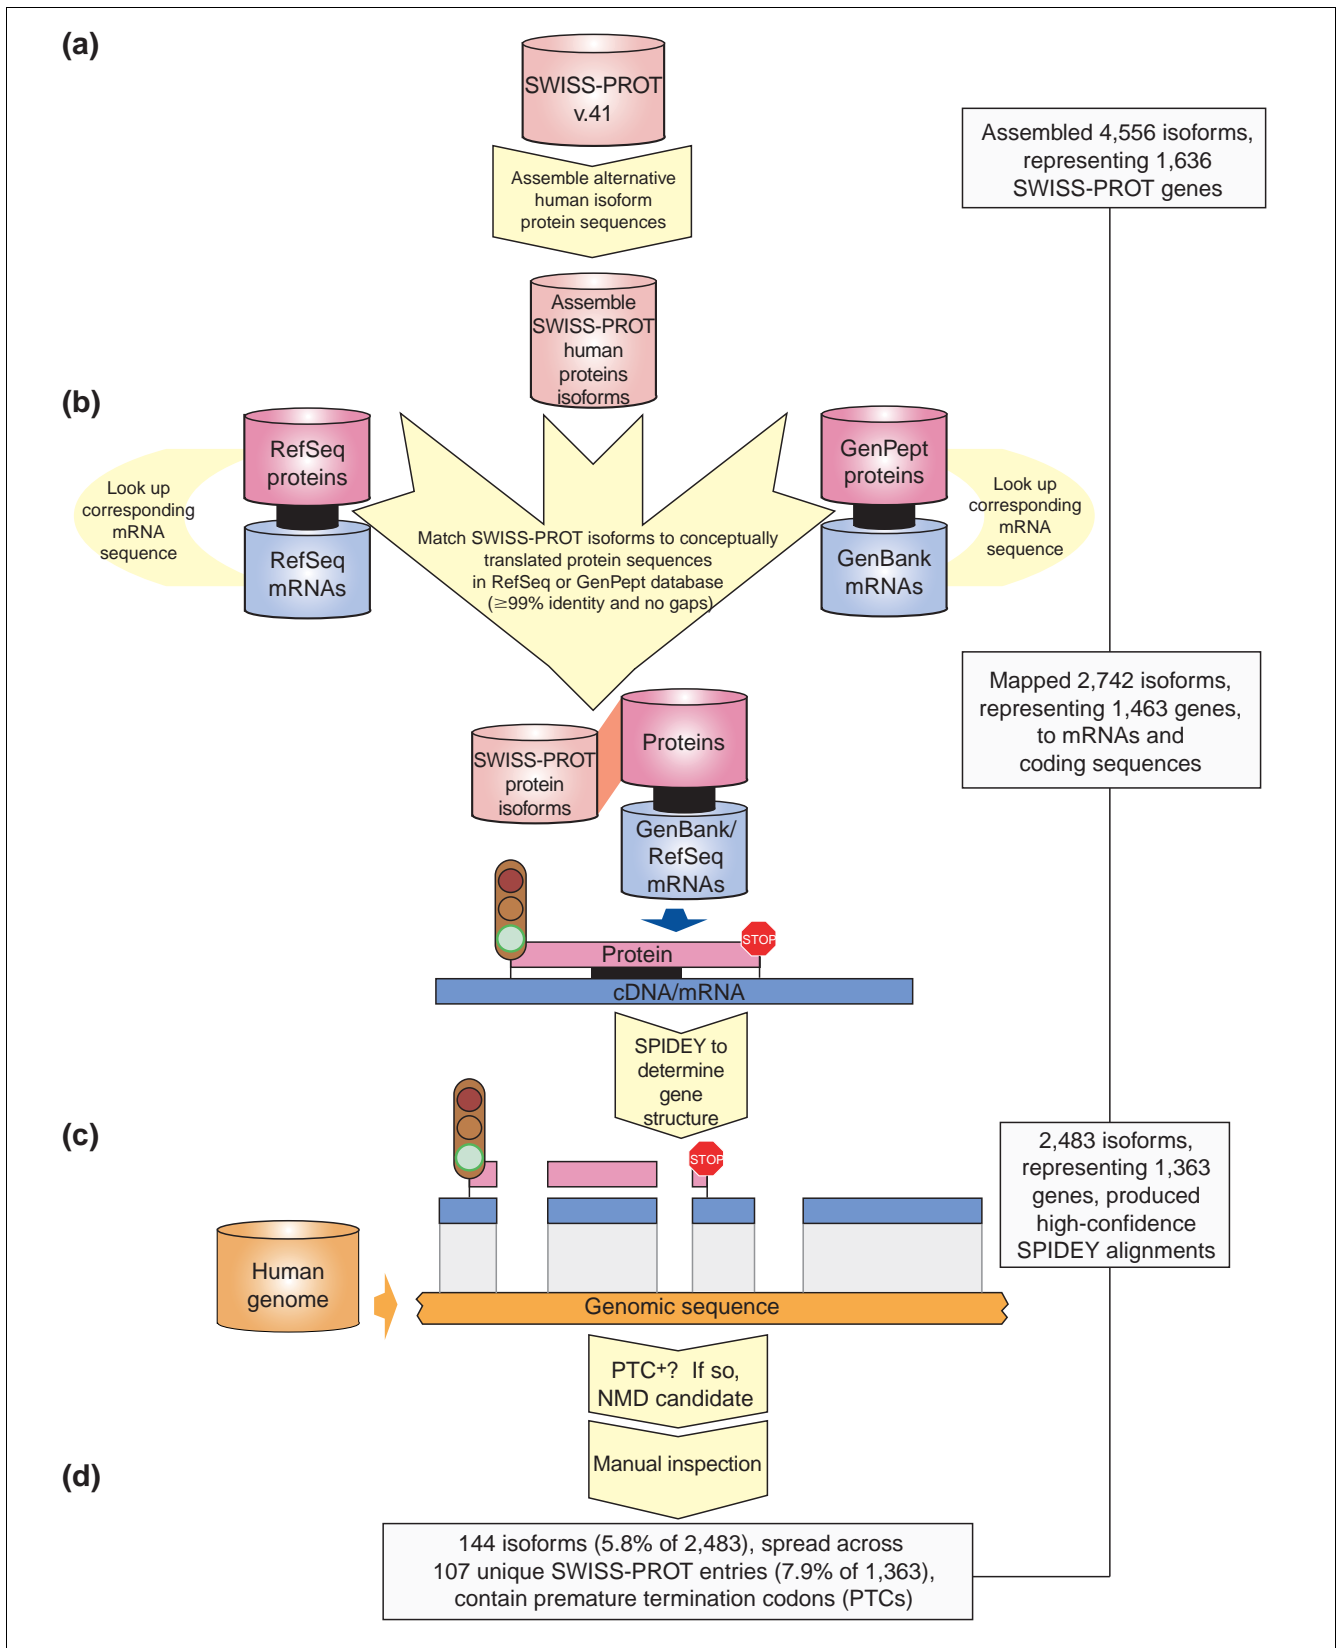 (a)
SWISS-PROT
v.41
Assemble alternative
human isoform
protein sequences
Assembled 4,556 isoforms,
representing 1,636
SWISS-PROT genes
Assemble
SWISS-PROT
human
proteins
isoforms
(b)
RefSeq
proteins
RefSeq
mRNAs
Look up
corresponding
mRNA
sequence
Match SWISS-PROT isoforms to conceptually
translated protein sequences
in RefSeq or GenPept database
(≥99% identity and no gaps)
GenPept
proteins
GenBank
mRNAs
Look up
corresponding
mRNA
sequence
Mapped 2,742 isoforms,
representing 1,463 genes,
to mRNAs and
coding sequences
SWISS-PROT
protein
isoforms
Proteins
GenBank/
RefSeq
mRNAs
STOP
Protein
cDNA/mRNA
SPIDEY to
determine
gene
structure
(c)
STOP
2,483 isoforms,
representing 1,363
genes, produced
high-confidence
SPIDEY alignments
Human
genome
Genomic sequence
PTC+? If so,
NMD candidate
Manual inspection
(d)
144 isoforms (5.8% of 2,483), spread across
107 unique SWISS-PROT entries (7.9% of 1,363),
contain premature termination codons (PTCs)